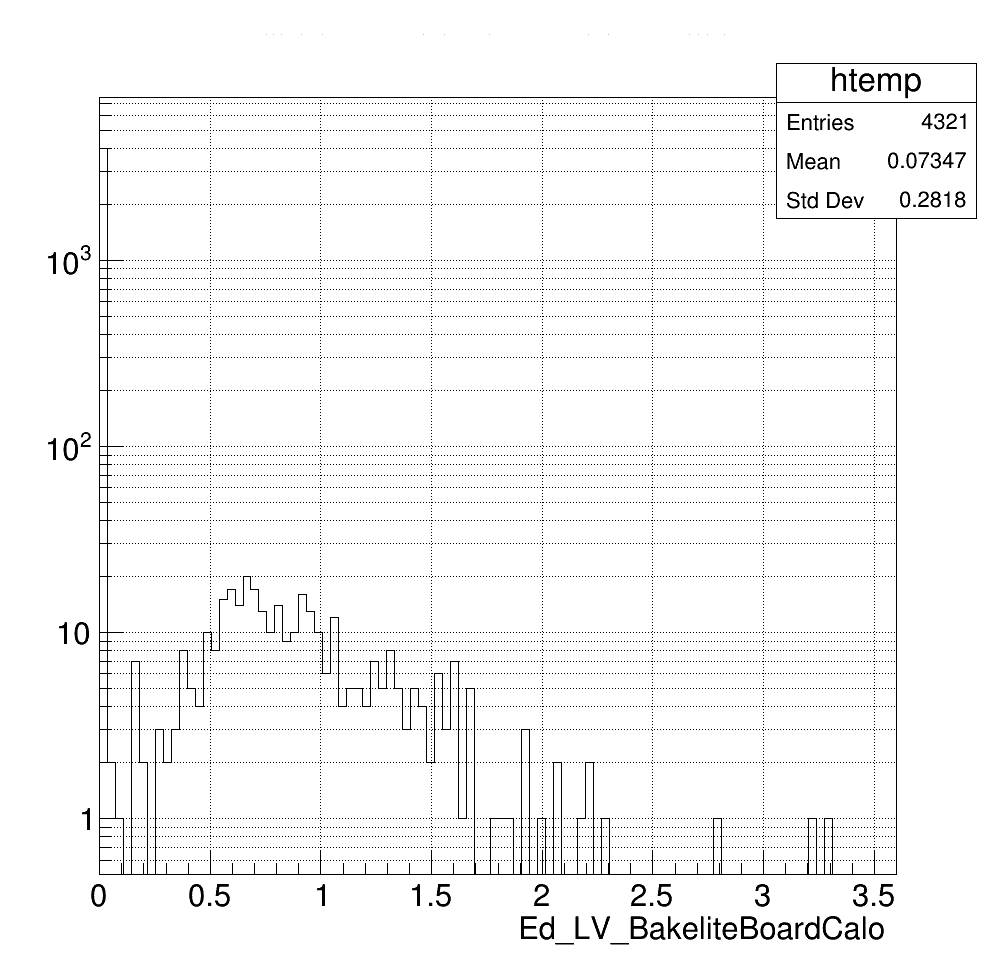 htemp
Entries 4321
Mean 0.07347
Std Dev 0.2818
10³
10²
10
1
0 0.5 1 1.5 2 2.5 3 3.5
Ed_LV_BakeliteBoardCalo